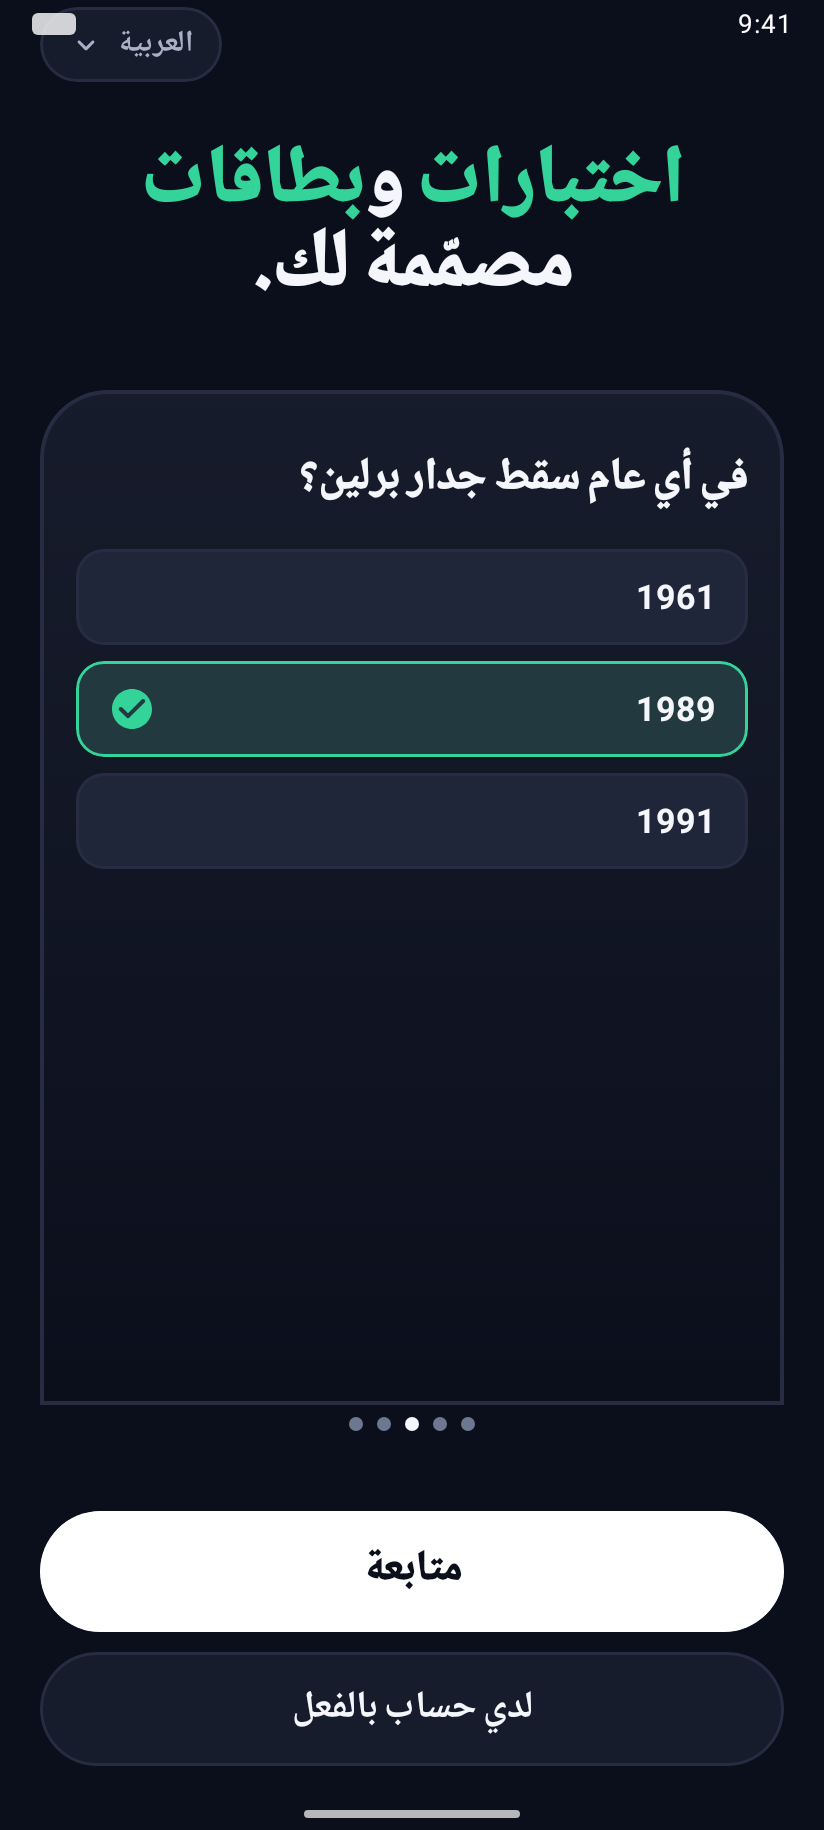 9:41
العربية
اختبارات وبطاقات
مصمّمة لك.
في أي عام سقط جدار برلين؟
1961
1989
1991
متابعة
لدي حساب بالفعل